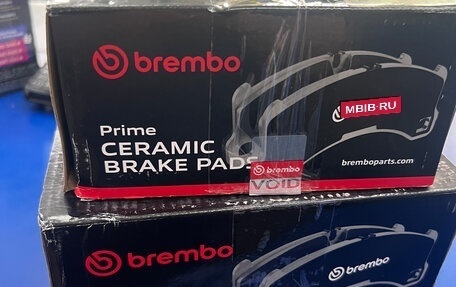 brembo
MBIB·RU
Prime
CERAMIC
BRAKE PADS
bremboparts.com
brembo
VOID
brembo
brembo